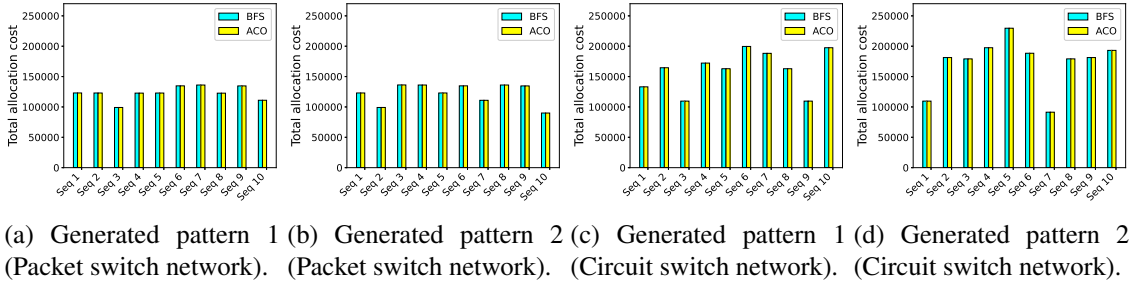 Total allocation cost
250000
200000
150000
100000
50000
0
BFS
ACO
Seq 1
Seq 2
Seq 3
Seq 4
Seq 5
Seq 6
Seq 7
Seq 8
Seq 9
Seq 10
Total allocation cost
250000
200000
150000
100000
50000
0
BFS
ACO
Seq 1
Seq 2
Seq 3
Seq 4
Seq 5
Seq 6
Seq 7
Seq 8
Seq 9
Seq 10
Total allocation cost
250000
200000
150000
100000
50000
0
BFS
ACO
Seq 1
Seq 2
Seq 3
Seq 4
Seq 5
Seq 6
Seq 7
Seq 8
Seq 9
Seq 10
Total allocation cost
250000
200000
150000
100000
50000
0
BFS
ACO
Seq 1
Seq 2
Seq 3
Seq 4
Seq 5
Seq 6
Seq 7
Seq 8
Seq 9
Seq 10
(a) Generated pattern 1
(Packet switch network).
(b) Generated pattern 2
(Packet switch network).
(c) Generated pattern 1
(Circuit switch network).
(d) Generated pattern 2
(Circuit switch network).